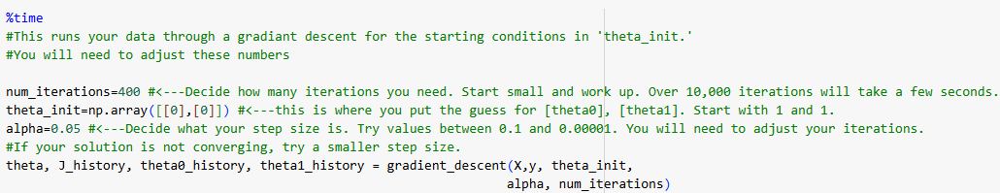 %time
#This runs your data through a gradiant descent for the starting conditions in 'theta_init.'
#You will need to adjust these numbers
num_iterations=400 #<---Decide how many iterations you need. Start small and work up. Over 10,000 iterations will take a few seconds.
theta_init=np.array([[0],[0]]) #<---this is where you put the guess for [theta0], [theta1]. Start with 1 and 1.
alpha=0.05 #<---Decide what your step size is. Try values between 0.1 and 0.00001. You will need to adjust your iterations.
#If your solution is not converging, try a smaller step size.
theta, J_history, theta0_history, theta1_history = gradient_descent(X,y, theta_init,
alpha, num_iterations)